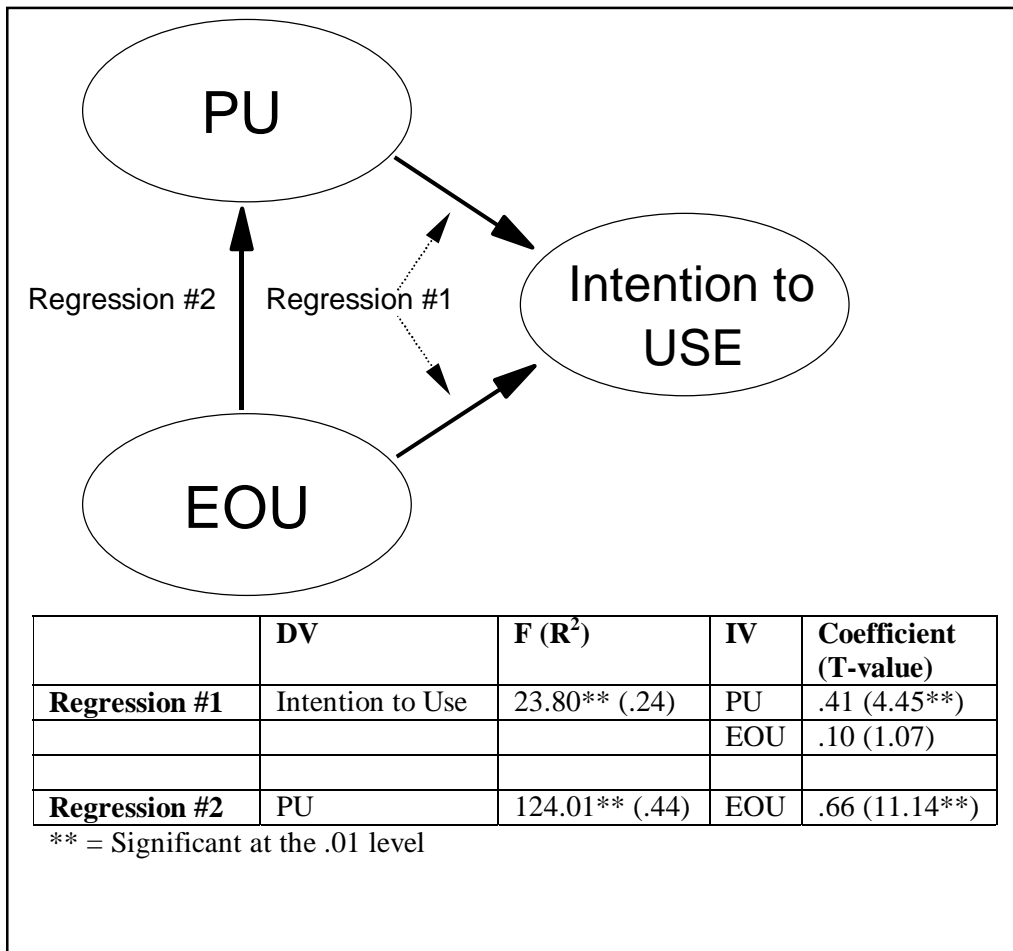 PU
Regression #2
Regression #1
Intention to
USE
EOU
DV F (R²) IV Coefficient
(T-value)
Regression #1 Intention to Use 23.80** (.24) PU .41 (4.45**)
EOU .10 (1.07)
Regression #2 PU 124.01** (.44) EOU .66 (11.14**)
** = Significant at the .01 level